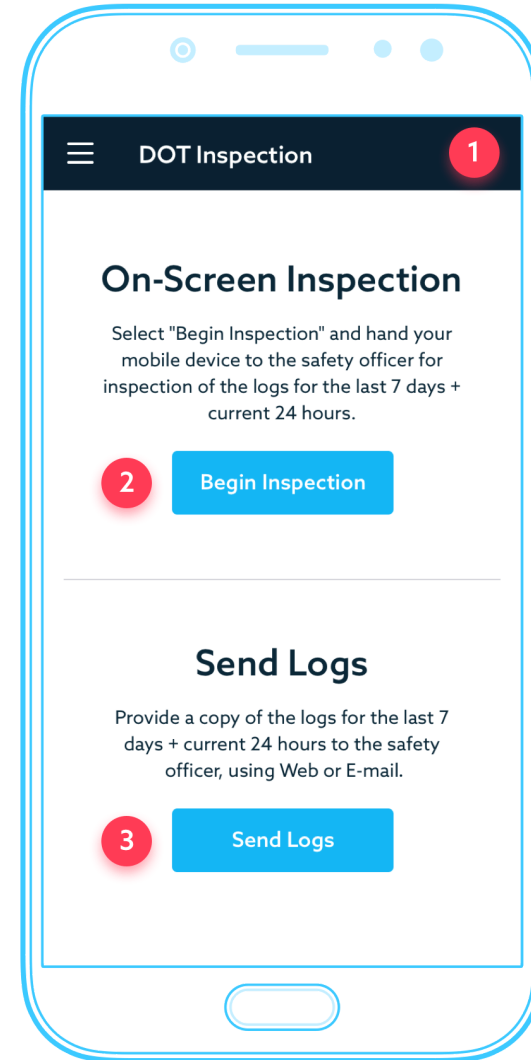 DOT Inspection
1
On-Screen Inspection
Select "Begin Inspection" and hand your
mobile device to the safety officer for
inspection of the logs for the last 7 days +
current 24 hours.
2
Begin Inspection
Send Logs
Provide a copy of the logs for the last 7
days + current 24 hours to the safety
officer, using Web or E-mail.
3
Send Logs